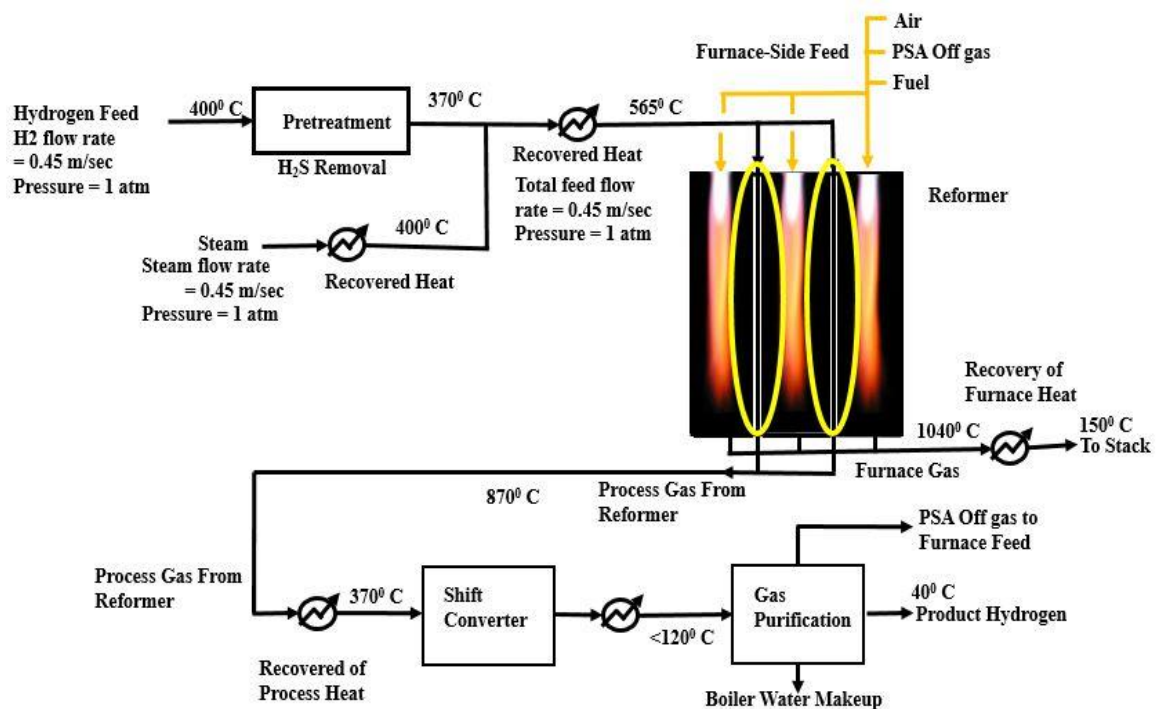 Air
Furnace-Side Feed
PSA Off gas
Fuel
Hydrogen Feed
H2 flow rate
= 0.45 m/sec
Pressure = 1 atm
400⁰ C
Pretreatment
H₂S Removal
370⁰ C
Recovered Heat
565⁰ C
Total feed flow
rate = 0.45 m/sec
Pressure = 1 atm
Reformer
Steam
Steam flow rate
= 0.45 m/sec
Pressure = 1 atm
400⁰ C
Recovered Heat
Recovery of
Furnace Heat
1040⁰ C
150⁰ C
To Stack
Furnace Gas
870⁰ C
Process Gas From
Reformer
PSA Off gas to
Furnace Feed
Process Gas From
Reformer
370⁰ C
Shift
Converter
<120⁰ C
Gas
Purification
40⁰ C
Product Hydrogen
Recovered of
Process Heat
Boiler Water Makeup